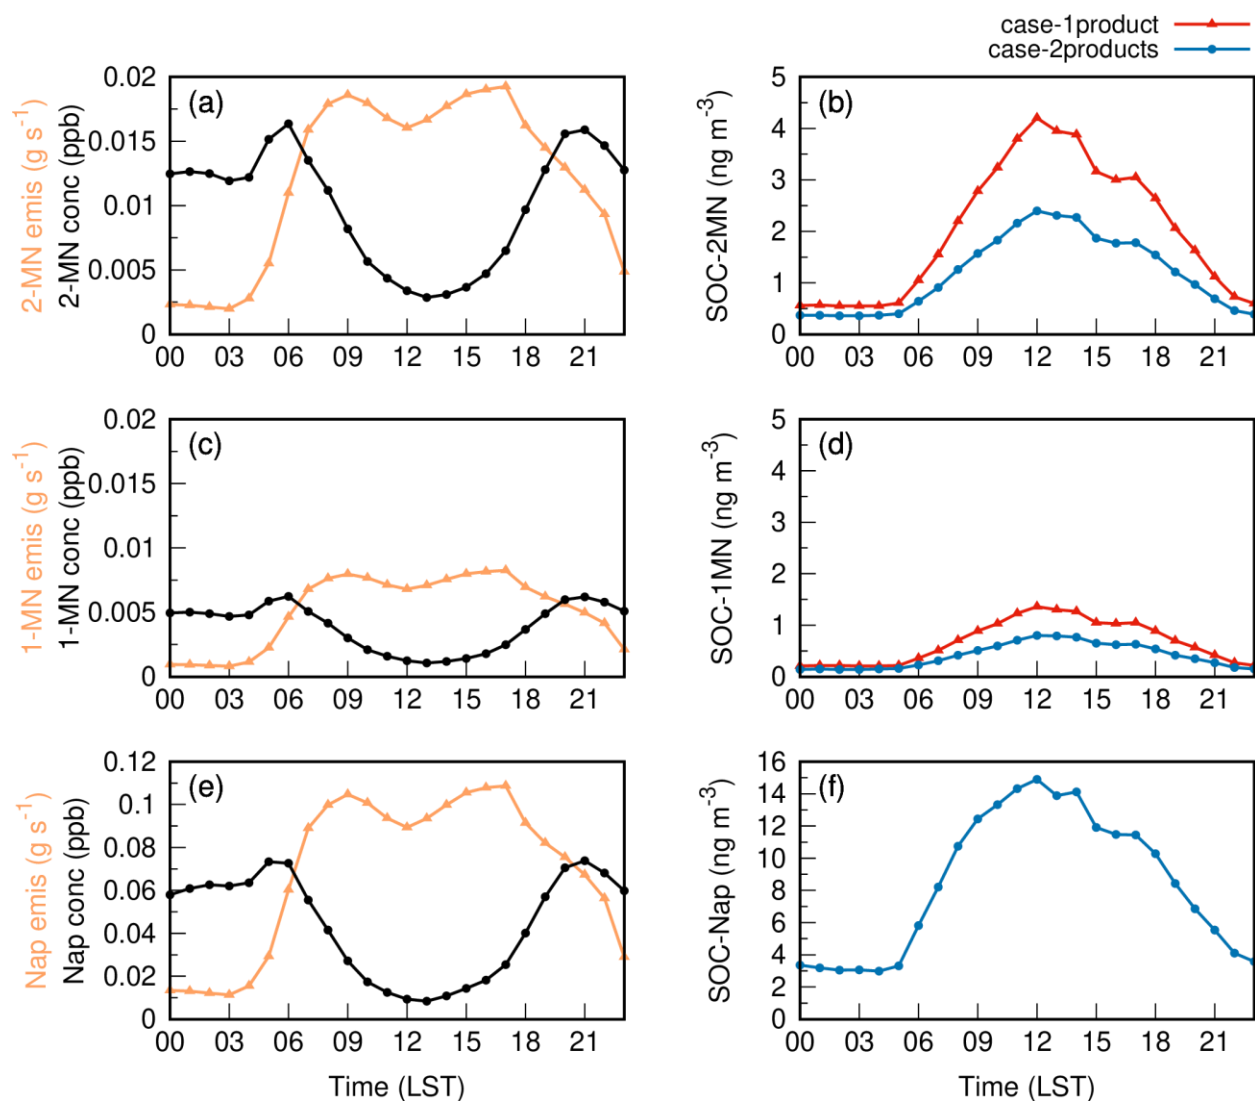 case-1product
case-2products
(a)
2-MN emis (g s⁻¹)
2-MN conc (ppb)
0.02
0.015
0.01
0.005
0
00 03 06 09 12 15 18 21
(b)
SOC-2MN (ng m⁻³)
5
4
3
2
1
0
00 03 06 09 12 15 18 21
(c)
1-MN emis (g s⁻¹)
1-MN conc (ppb)
0.02
0.015
0.01
0.005
0
00 03 06 09 12 15 18 21
(d)
SOC-1MN (ng m⁻³)
5
4
3
2
1
0
00 03 06 09 12 15 18 21
(e)
Nap emis (g s⁻¹)
Nap conc (ppb)
0.12
0.1
0.08
0.06
0.04
0.02
0
00 03 06 09 12 15 18 21
Time (LST)
(f)
SOC-Nap (ng m⁻³)
16
14
12
10
8
6
4
2
0
00 03 06 09 12 15 18 21
Time (LST)